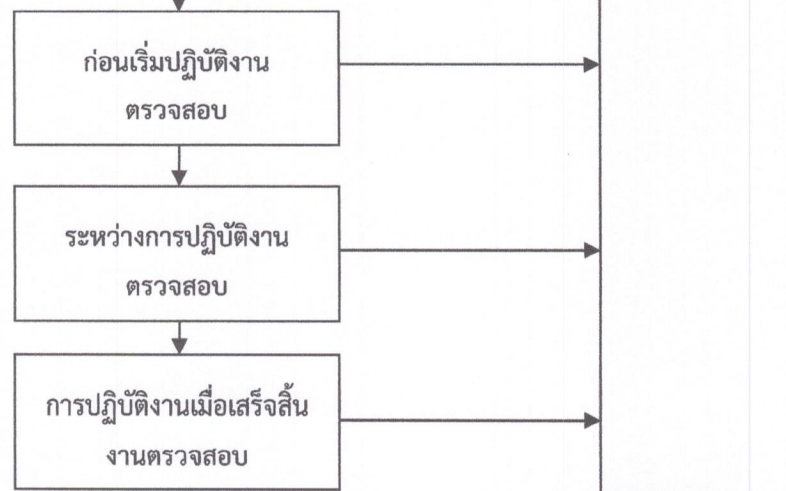 ก่อนเริ่มปฏิบัติงาน
ตรวจสอบ
ระหว่างการปฏิบัติงาน
ตรวจสอบ
การปฏิบัติงานเมื่อเสร็จสิ้น
งานตรวจสอบ